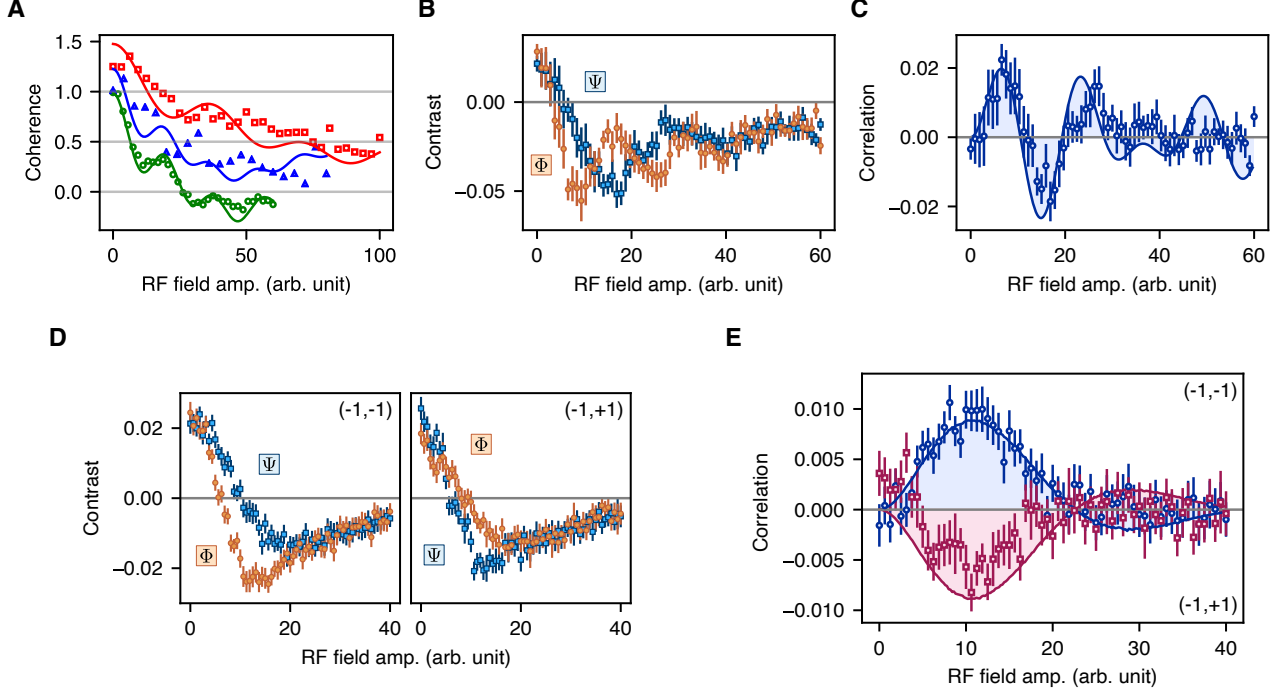 A
1.5
1.0
0.5
0.0
Coherence
0
50
100
RF field amp. (arb. unit)
B
0.00
−0.05
Contrast
Ψ
Φ
0
20
40
60
RF field amp. (arb. unit)
C
0.02
0.00
−0.02
Correlation
0
20
40
60
RF field amp. (arb. unit)
D
(-1,-1)
(-1,+1)
0.02
0.00
−0.02
Contrast
Ψ
Φ
Φ
Ψ
0
20
40
0
20
40
RF field amp. (arb. unit)
E
(-1,-1)
0.010
0.005
0.000
−0.005
−0.010
Correlation
(-1,+1)
0
10
20
30
40
RF field amp. (arb. unit)